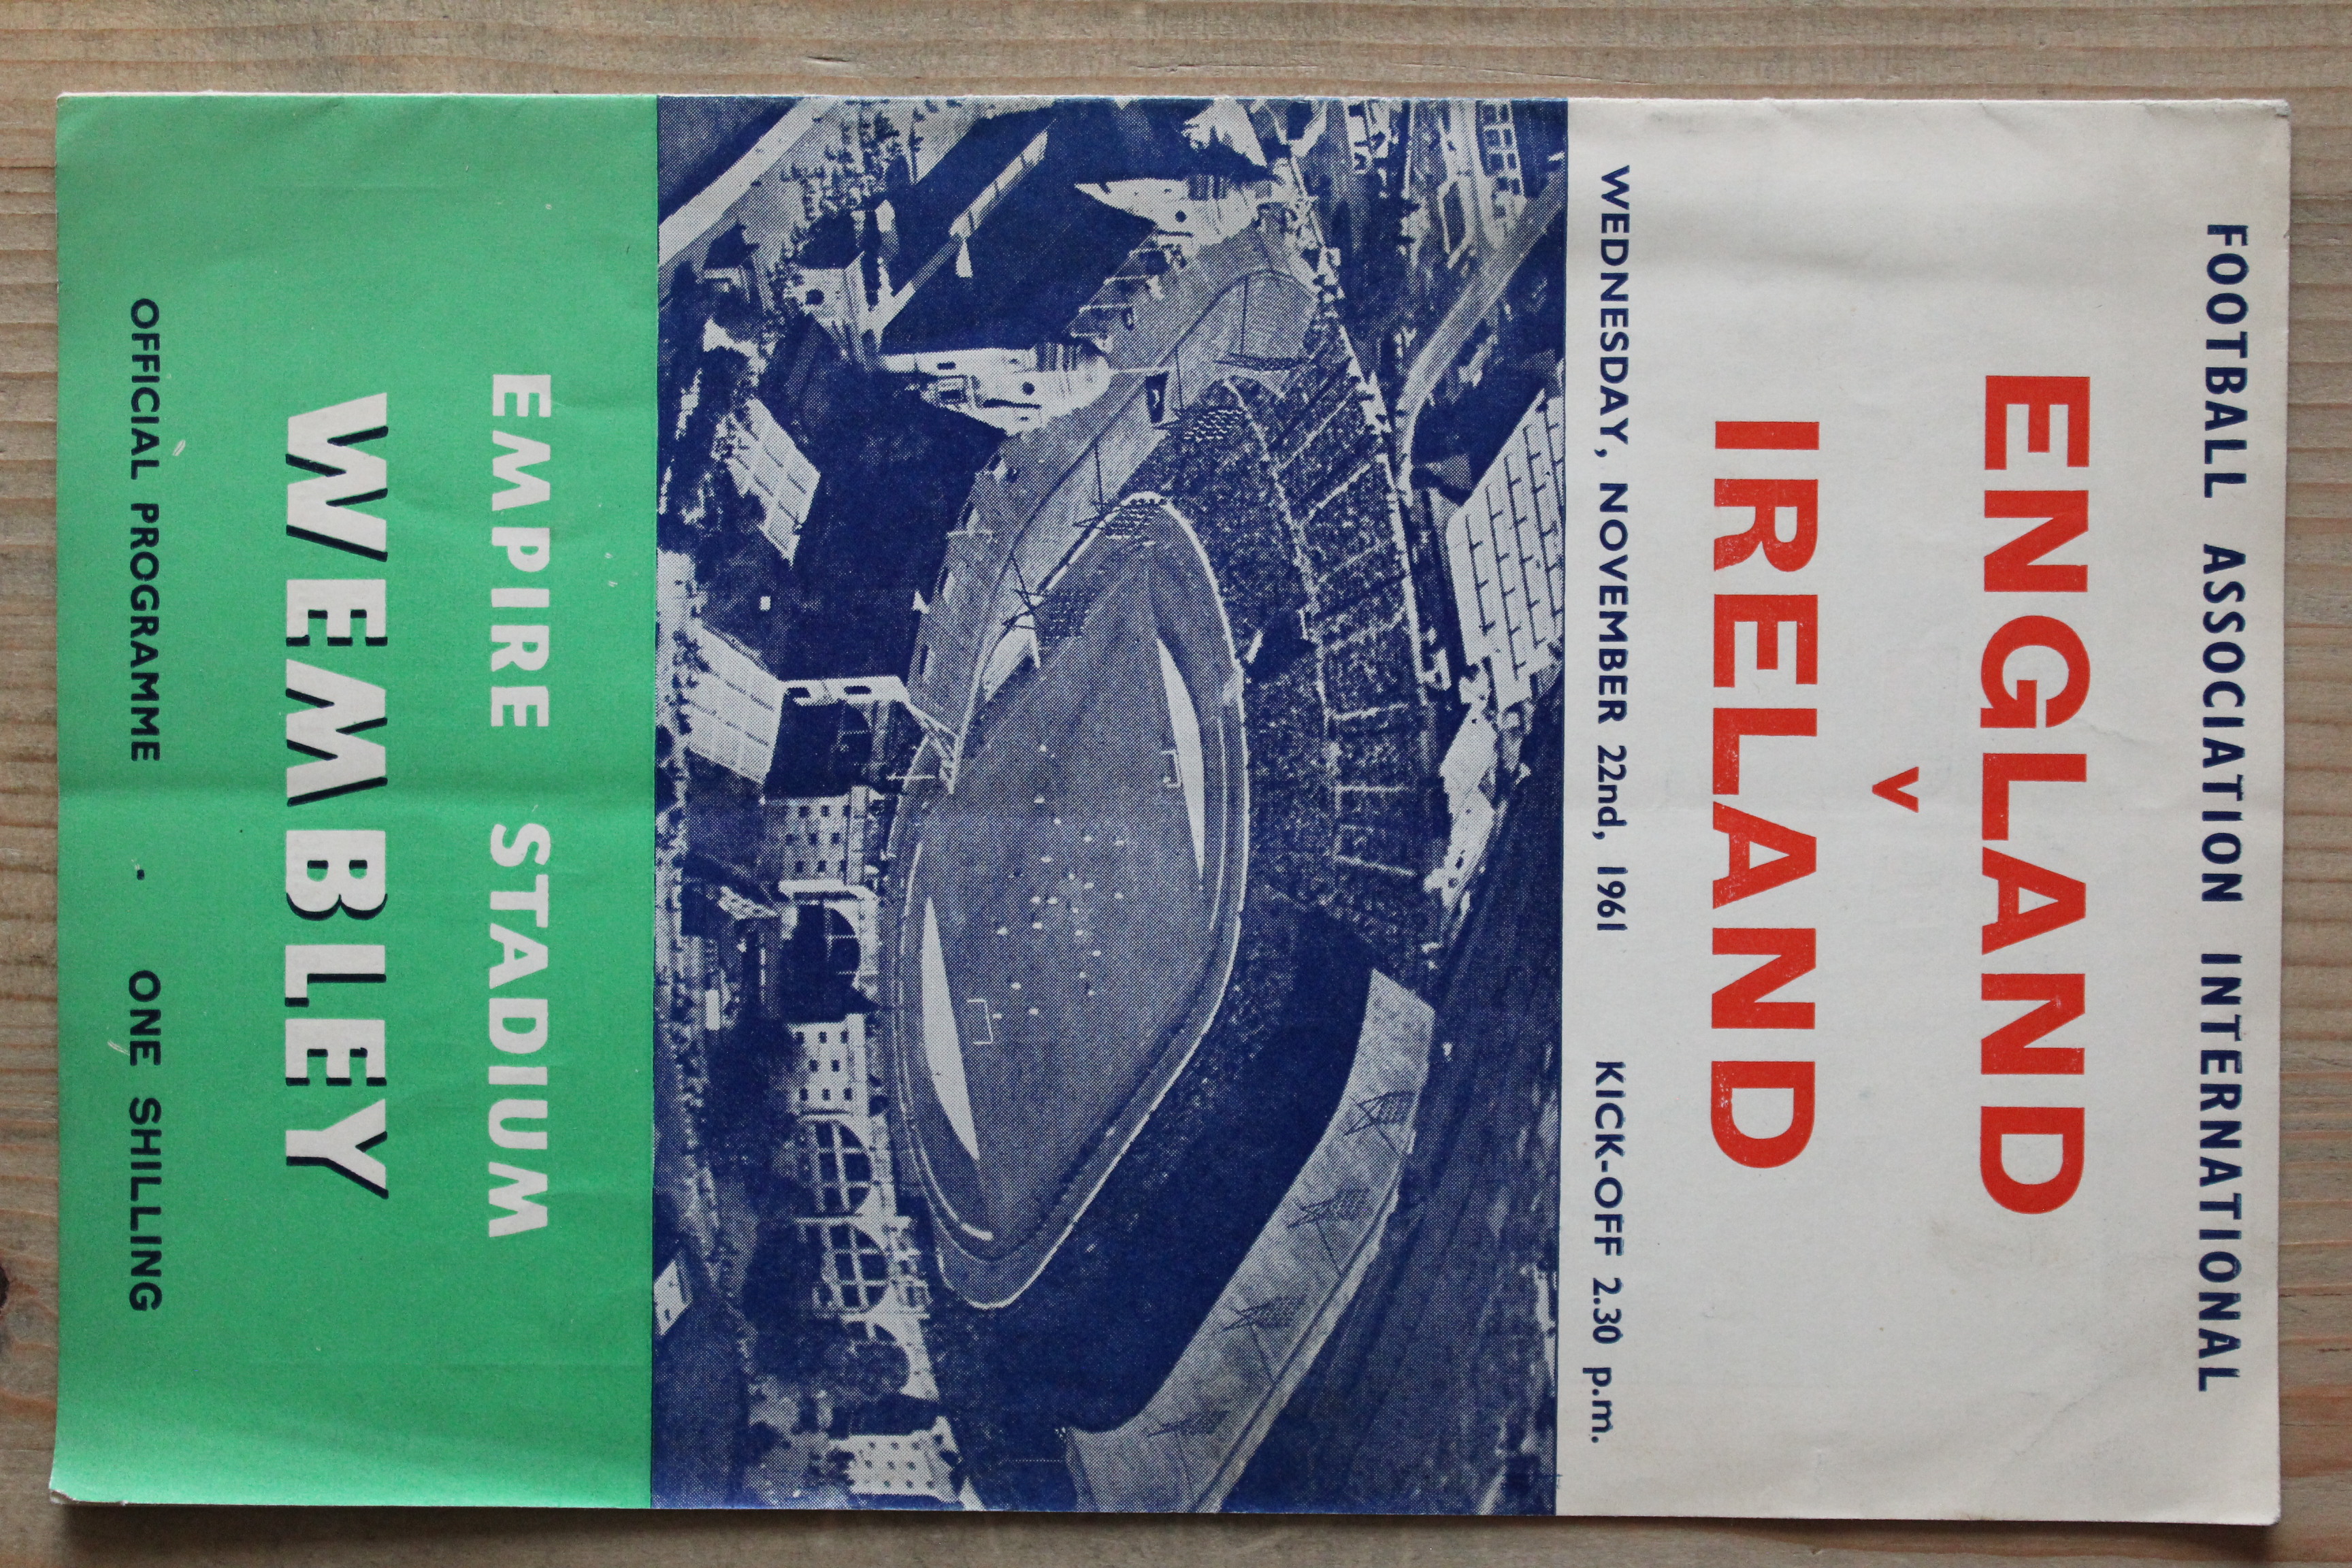 FOOTBALL ASSOCIATION INTERNATIONAL
ENGLAND
v
IRELAND
WEDNESDAY, NOVEMBER 22nd, 1961 KICK-OFF 2.30 p.m.
EMPIRE STADIUM
WEMBLEY
OFFICIAL PROGRAMME · ONE SHILLING